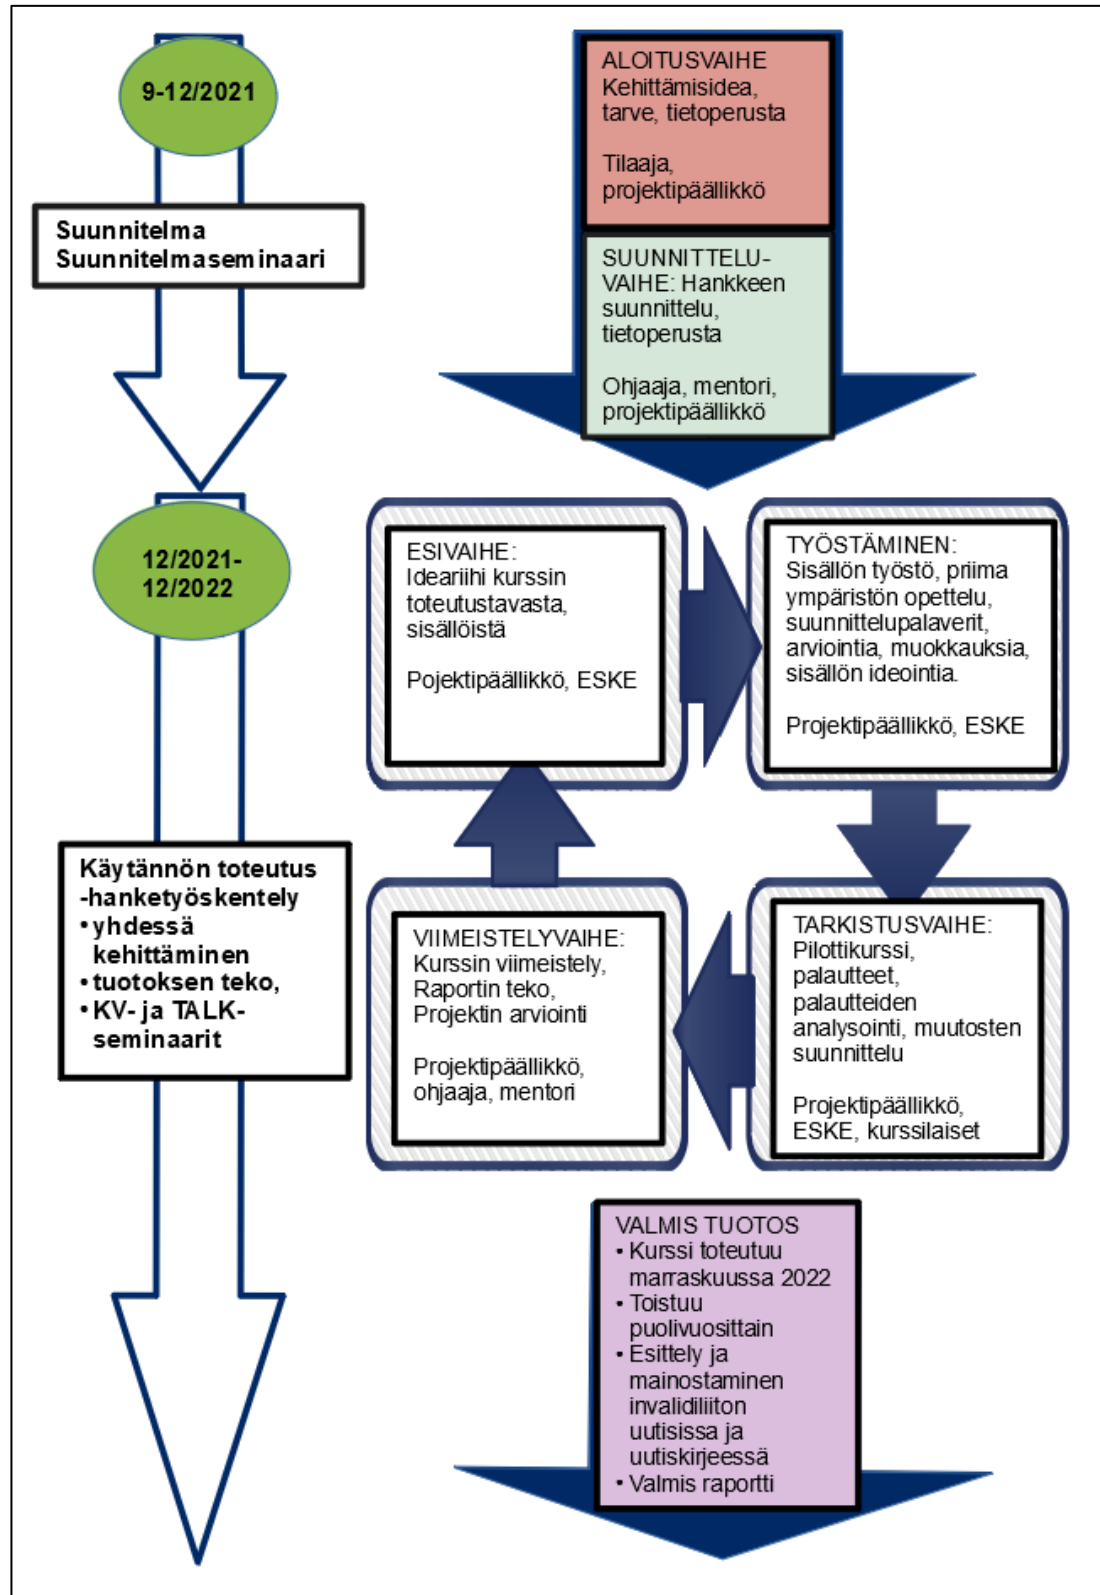 9-12/2021
Suunnitelma
Suunnitelmaseminaari
ALOITUSVAIHE
Kehittämisidea,
tarve, tietoperusta
Tilaaja,
projektipäällikkö
SUUNNITTELU-
VAIHE: Hankkeen
suunnittelu,
tietoperusta
Ohjaaja, mentori,
projektipäällikkö
12/2021-
12/2022
Käytännön toteutus
-hanketyöskentely
• yhdessä
kehittäminen
• tuotoksen teko,
• KV- ja TALK-
seminaarit
ESIVAIHE:
Ideariihi kurssin
toteutustavasta,
sisällöistä
Pojektipäällikkö, ESKE
TYÖSTÄMINEN:
Sisällön työstö, priima
ympäristön opettelu,
suunnittelupalaverit,
arviointia, muokkauksia,
sisällön ideointia.
Projektipäällikkö, ESKE
VIIMEISTELYVAIHE:
Kurssin viimeistely,
Raportin teko,
Projektin arviointi
Projektipäällikkö,
ohjaaja, mentori
TARKISTUSVAIHE:
Pilottikurssi,
palautteet,
palautteiden
analysointi, muutosten
suunnittelu
Projektipäällikkö,
ESKE, kurssilaiset
VALMIS TUOTOS
• Kurssi toteutuu
marraskuussa 2022
• Toistuu
puolivuosittain
• Esittely ja
mainostaminen
invalidiliiton
uutisissa ja
uutiskirjeessä
• Valmis raportti